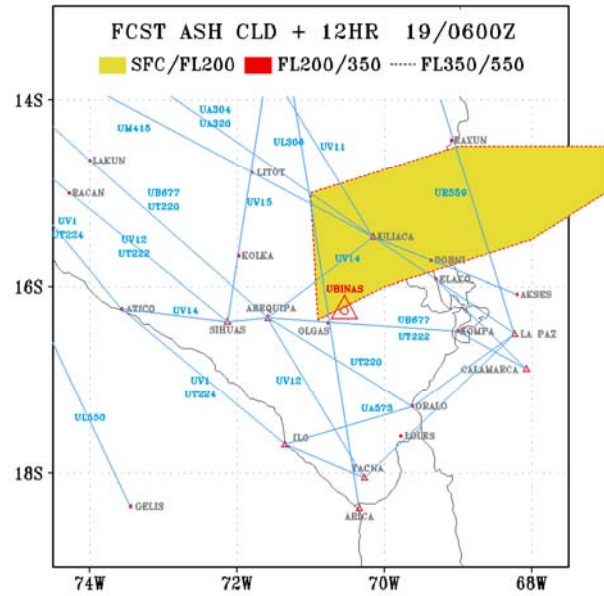 FCST ASH CLD + 12HR 19/0600Z
SFC/FL200 FL200/350 FL350/550
14S
UA304
UA320
UM415
UL300
UV11
RAXUN
LAKUN
LITOT
RACAN
UB677
UT220
UR559
UV15
UV1
UT224
UV12
UT222
JULIACA
KOLKA
UV14
DOBNI
ELAKO
16S
UBINAS
AKSES
ATICO
UV14
AREQUIPA
SIHUAS
OLGAS
UB677
UT222
KOMPA
LA PAZ
UT220
CALAMARCA
UV1
UT224
UV12
UA573
ORALO
UL550
ILO
LOBES
TACNA
18S
GELIS
ARICA
74W 72W 70W 68W